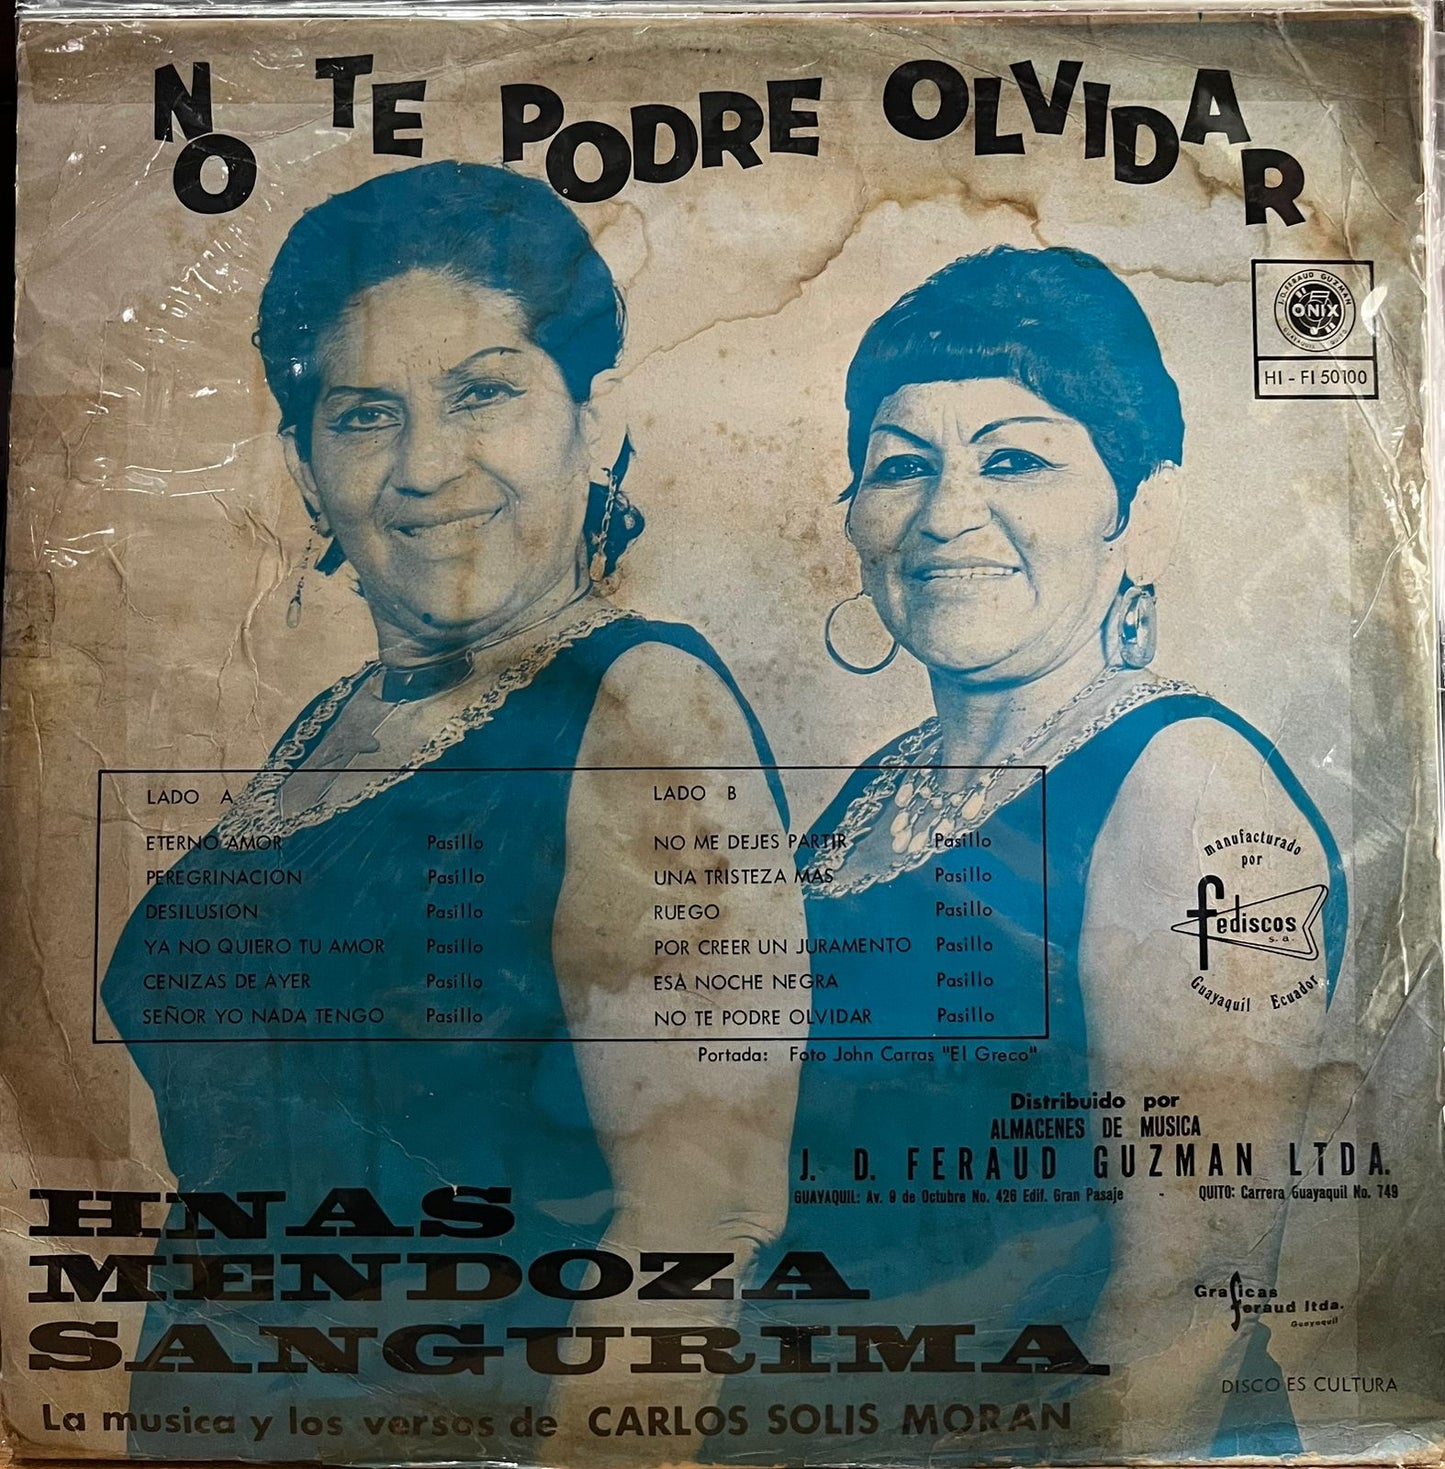 NO TE PODRE OLVIDAR
J.D. FERAUD GUZMAN
ONIX
GUAYAQUIL QUITO
HI - FI 50100
LADO A
ETERNO AMOR Pasillo
PEREGRINACION Pasillo
DESILUSION Pasillo
YA NO QUIERO TU AMOR Pasillo
CENIZAS DE AYER Pasillo
SEÑOR YO NADA TENGO Pasillo
LADO B
NO ME DEJES PARTIR Pasillo
UNA TRISTEZA MAS Pasillo
RUEGO Pasillo
POR CREER UN JURAMENTO Pasillo
ESA NOCHE NEGRA Pasillo
NO TE PODRE OLVIDAR Pasillo
Portada: Foto John Carras "El Greco"
manufacturado
por
fediscos
s.a.
Guayaquil Ecuador
Distribuido por
ALMACENES DE MUSICA
J. D. FERAUD GUZMAN LTDA.
GUAYAQUIL: Av. 9 de Octubre No. 426 Edif. Gran Pasaje - QUITO: Carrera Guayaquil No. 749
HNAS
MENDOZA
SANGURIMA
La musica y los versos de CARLOS SOLIS MORAN
Graficas
feraud ltda.
Guayaquil
DISCO ES CULTURA